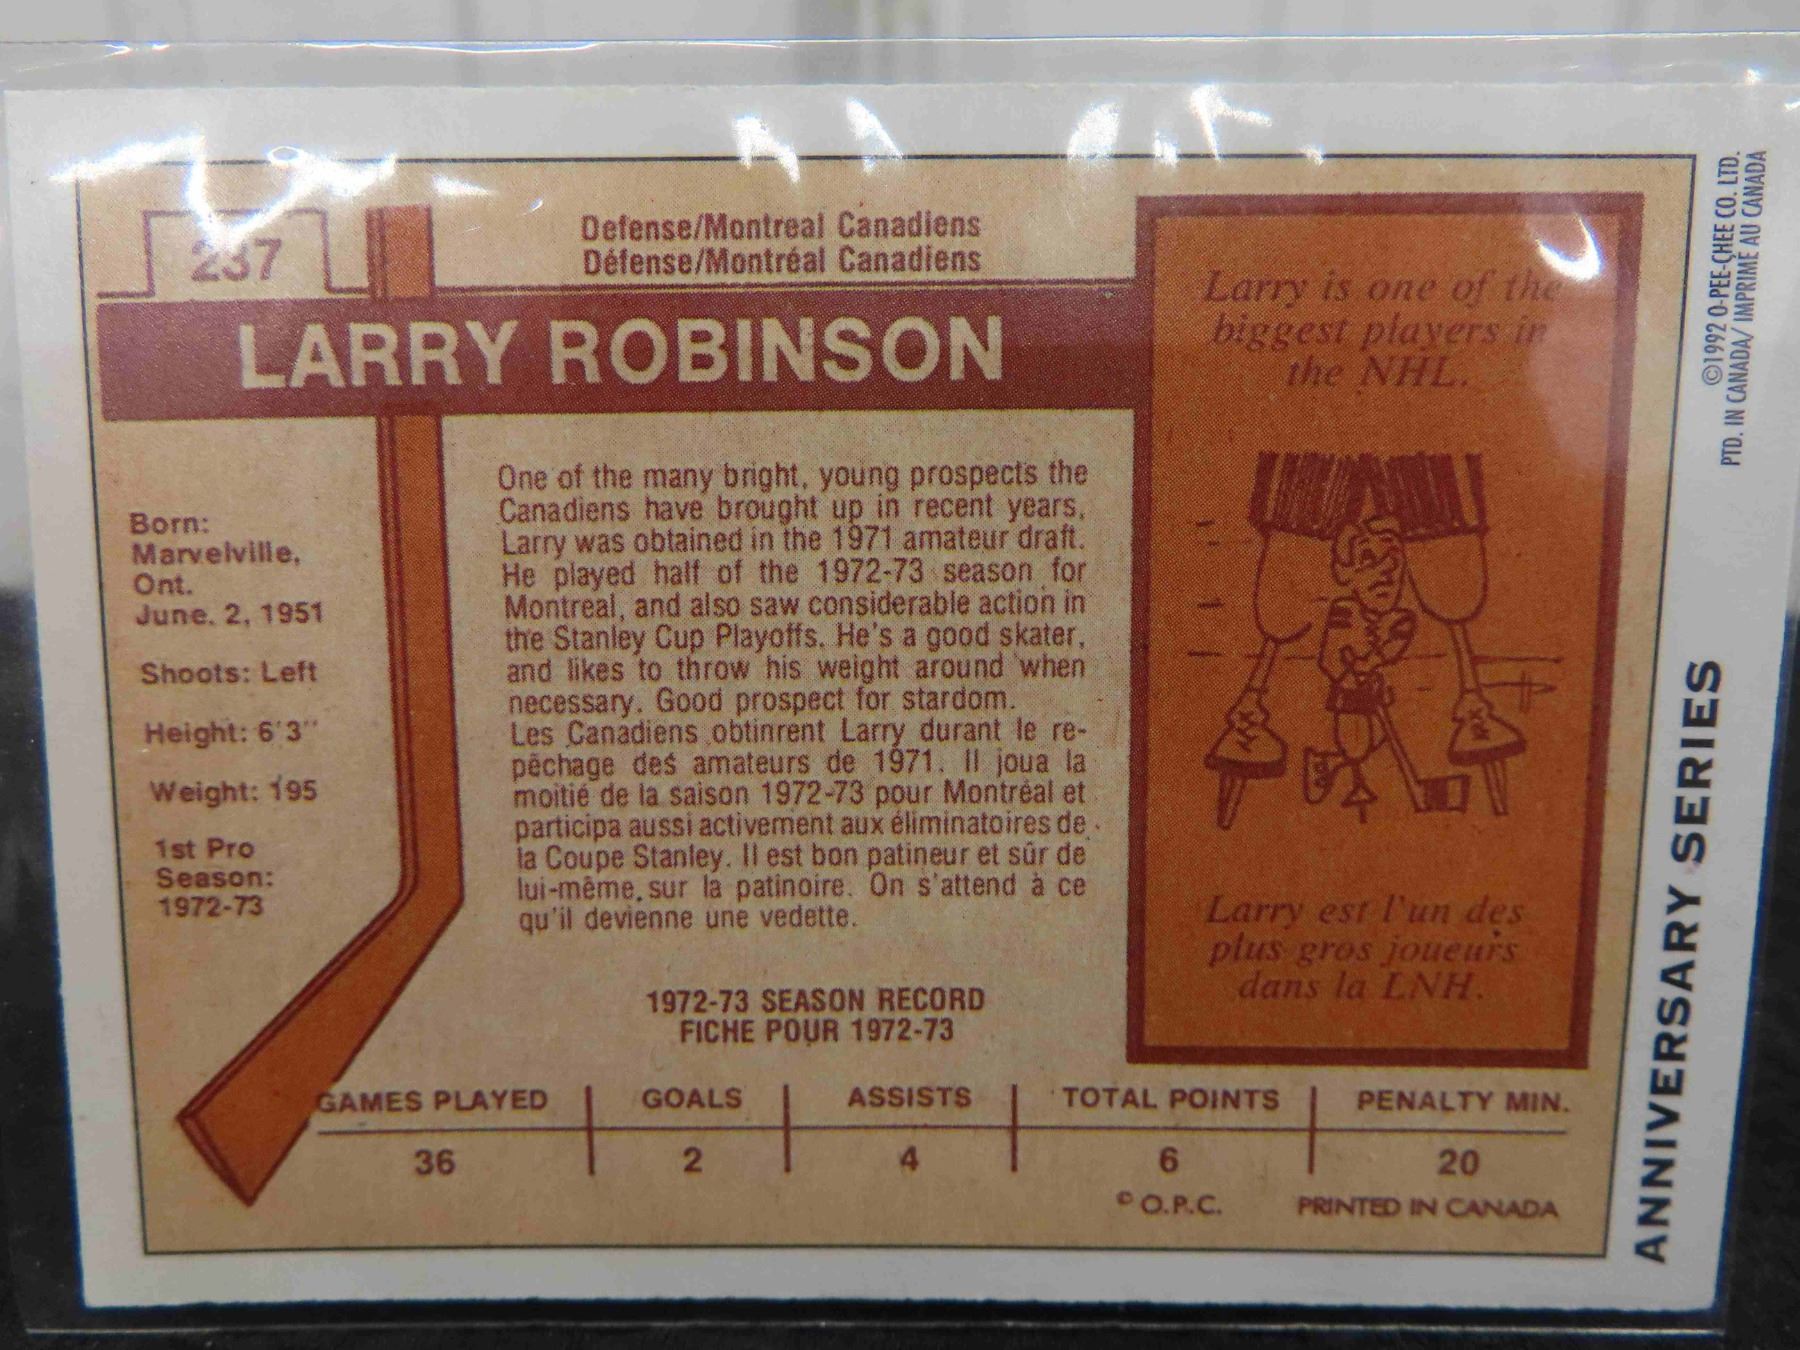 237
Defense/Montreal Canadiens
Défense/Montréal Canadiens
LARRY ROBINSON
Born:
Marvelville,
Ont.
June. 2, 1951
Shoots: Left
Height: 6'3"
Weight: 195
1st Pro
Season:
1972-73
One of the many bright, young prospects the
Canadiens have brought up in recent years,
Larry was obtained in the 1971 amateur draft.
He played half of the 1972-73 season for
Montreal, and also saw considerable action in
the Stanley Cup Playoffs. He's a good skater,
and likes to throw his weight around when
necessary. Good prospect for stardom.
Les Canadiens obtinrent Larry durant le re-
pêchage des amateurs de 1971. Il joua la
moitié de la saison 1972-73 pour Montréal et
participa aussi activement aux éliminatoires de
la Coupe Stanley. Il est bon patineur et sûr de
lui-même, sur la patinoire. On s'attend à ce
qu'il devienne une vedette.
Larry is one of the
biggest players in
the NHL.
Larry est l'un des
plus gros joueurs
dans la LNH.
1972-73 SEASON RECORD
FICHE POUR 1972-73
GAMES PLAYED GOALS ASSISTS TOTAL POINTS PENALTY MIN.
36 2 4 6 20
© O.P.C. PRINTED IN CANADA
©1992 O-PEE-CHEE CO. LTD.
PTD. IN CANADA/ IMPRIMÉ AU CANADA
ANNIVERSARY SERIES